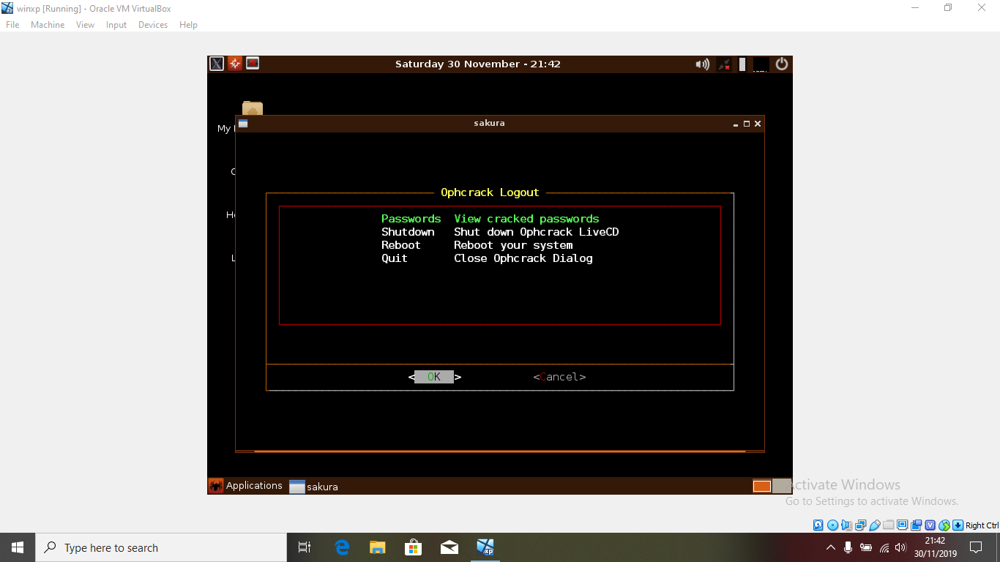 winxp [Running] - Oracle VM VirtualBox
File Machine View Input Devices Help
Saturday 30 November - 21:42
My
sakura
Ophcrack Logout
Passwords View cracked passwords
Shutdown Shut down Ophcrack LiveCD
Reboot Reboot your system
Quit Close Ophcrack Dialog
< OK > <Cancel>
Applications sakura
Activate Windows
Go to Settings to activate Windows.
Right Ctrl
Type here to search
xp
21:42
30/11/2019